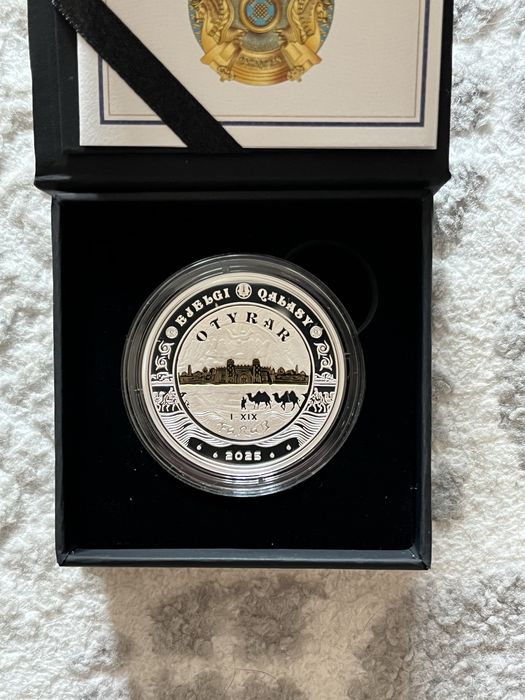 EJELGI QALASY
OTYRAR
I - XIX
2025